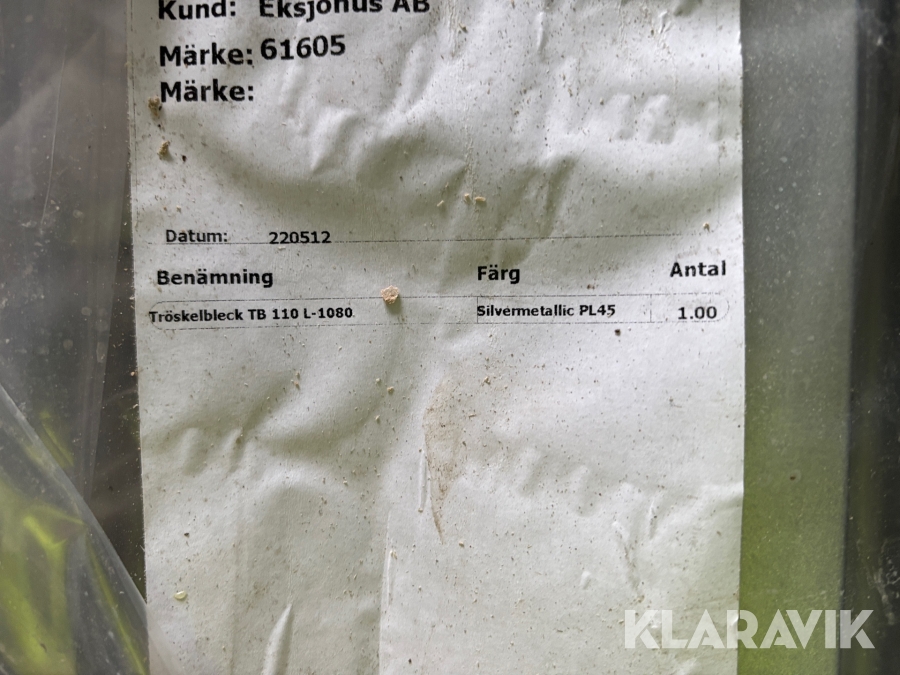 Kund: Eksjöhus AB
Märke: 61605
Märke:
Datum: 220512
Benämning Färg Antal
Tröskelbleck TB 110 L-1080 Silvermetallic PL45 1.00
KLARAVIK